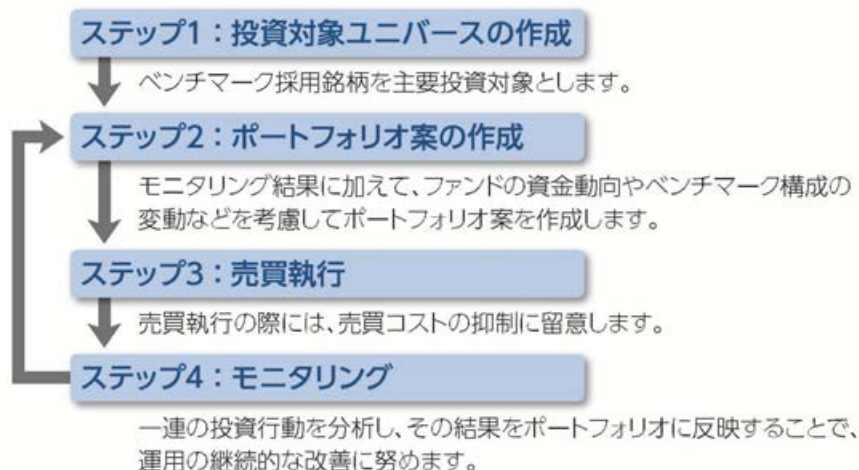 ステップ1：投資対象ユニバースの作成
ベンチマーク採用銘柄を主要投資対象とします。
ステップ2：ポートフォリオ案の作成
モニタリング結果に加えて、ファンドの資金動向やベンチマーク構成の
変動などを考慮してポートフォリオ案を作成します。
ステップ3：売買執行
売買執行の際には、売買コストの抑制に留意します。
ステップ4：モニタリング
一連の投資行動を分析し、その結果をポートフォリオに反映することで、
運用の継続的な改善に努めます。